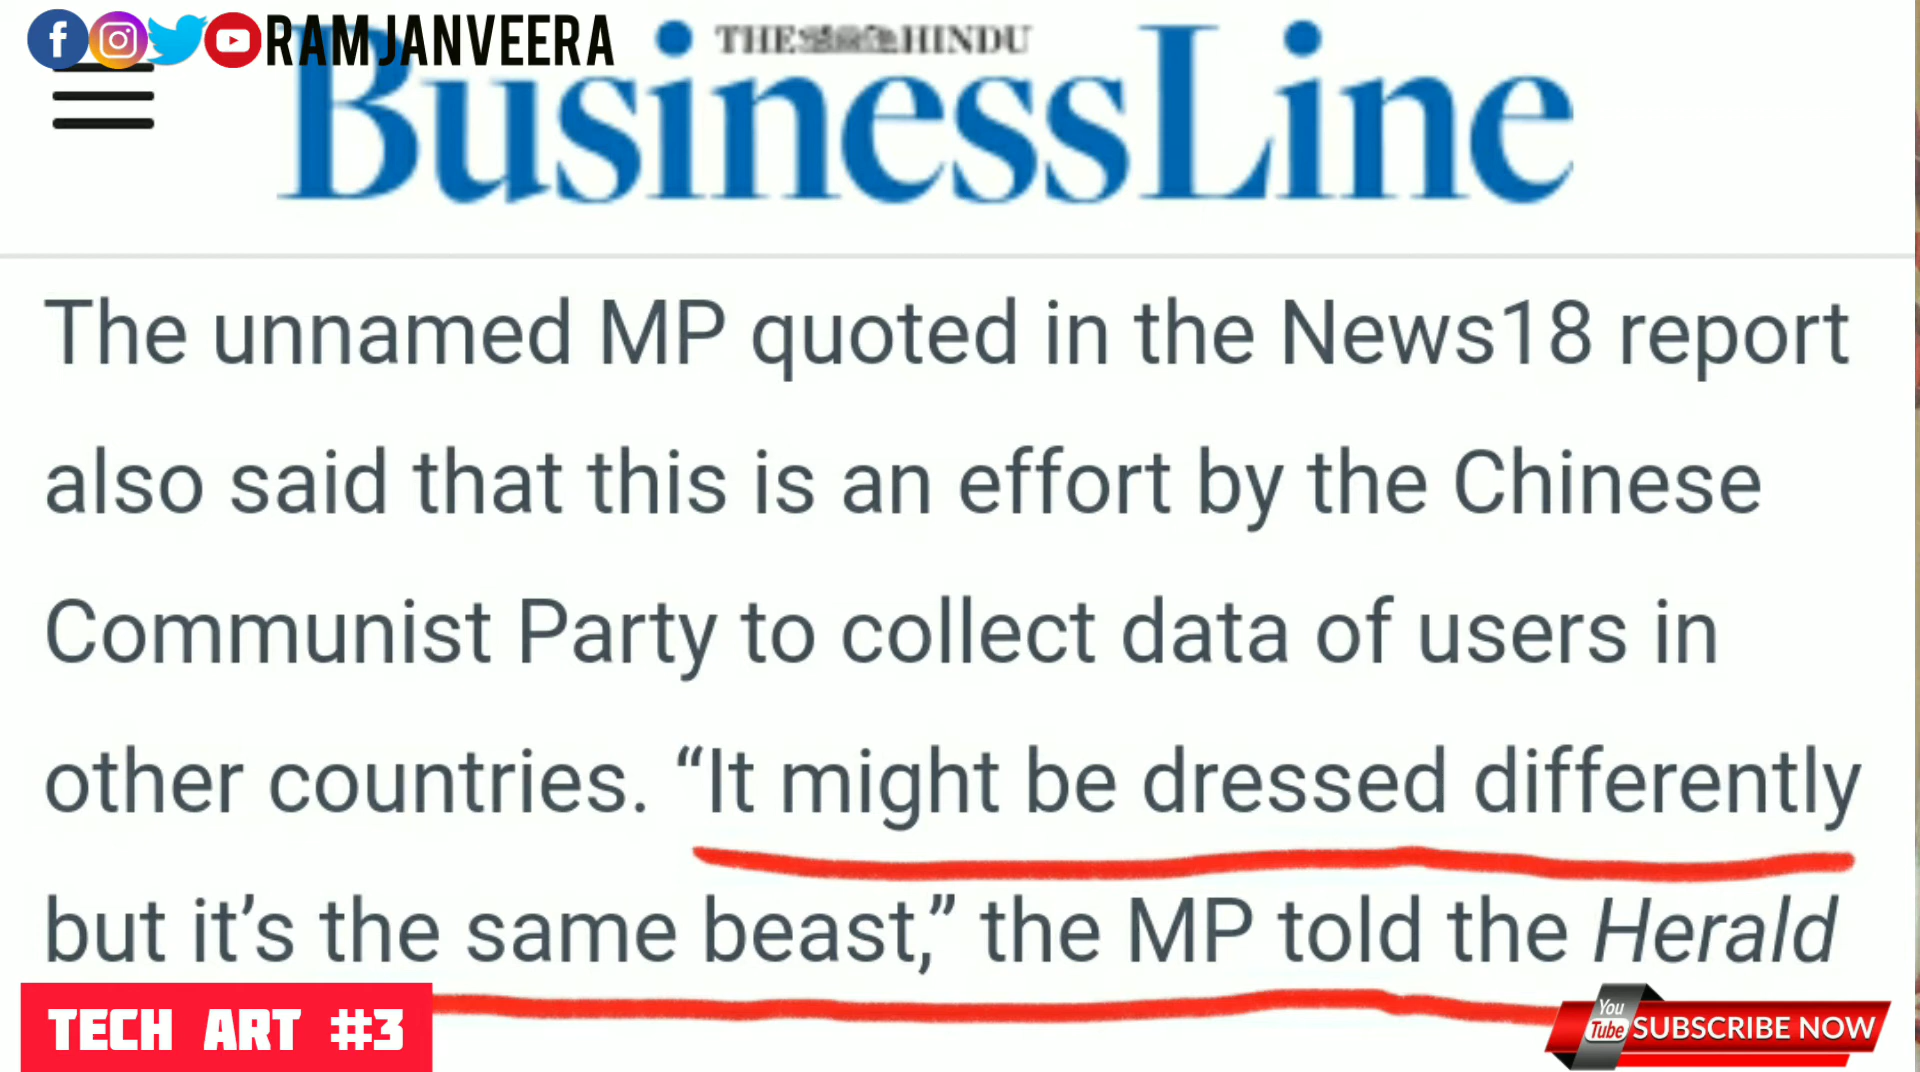 RAMJANVEERA
THE HINDU
BusinessLine
The unnamed MP quoted in the News18 report
also said that this is an effort by the Chinese
Communist Party to collect data of users in
other countries. “It might be dressed differently
but it’s the same beast,” the MP told the Herald
TECH ART #3
You
Tube
SUBSCRIBE NOW